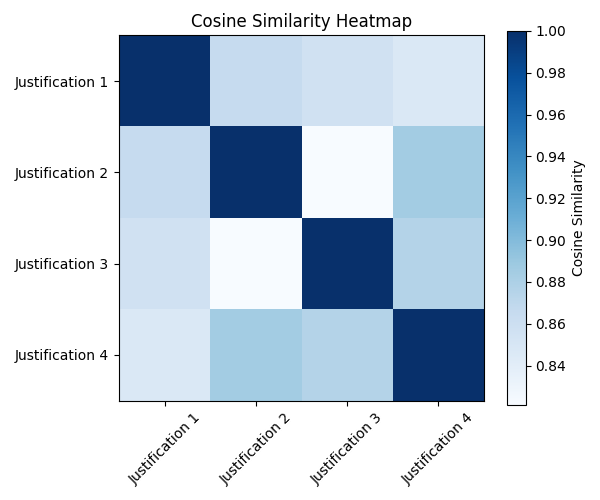 Cosine Similarity Heatmap
Justification 1
Justification 2
Justification 3
Justification 4
Justification 1
Justification 2
Justification 3
Justification 4
1.00
0.98
0.96
0.94
0.92
0.90
0.88
0.86
0.84
Cosine Similarity